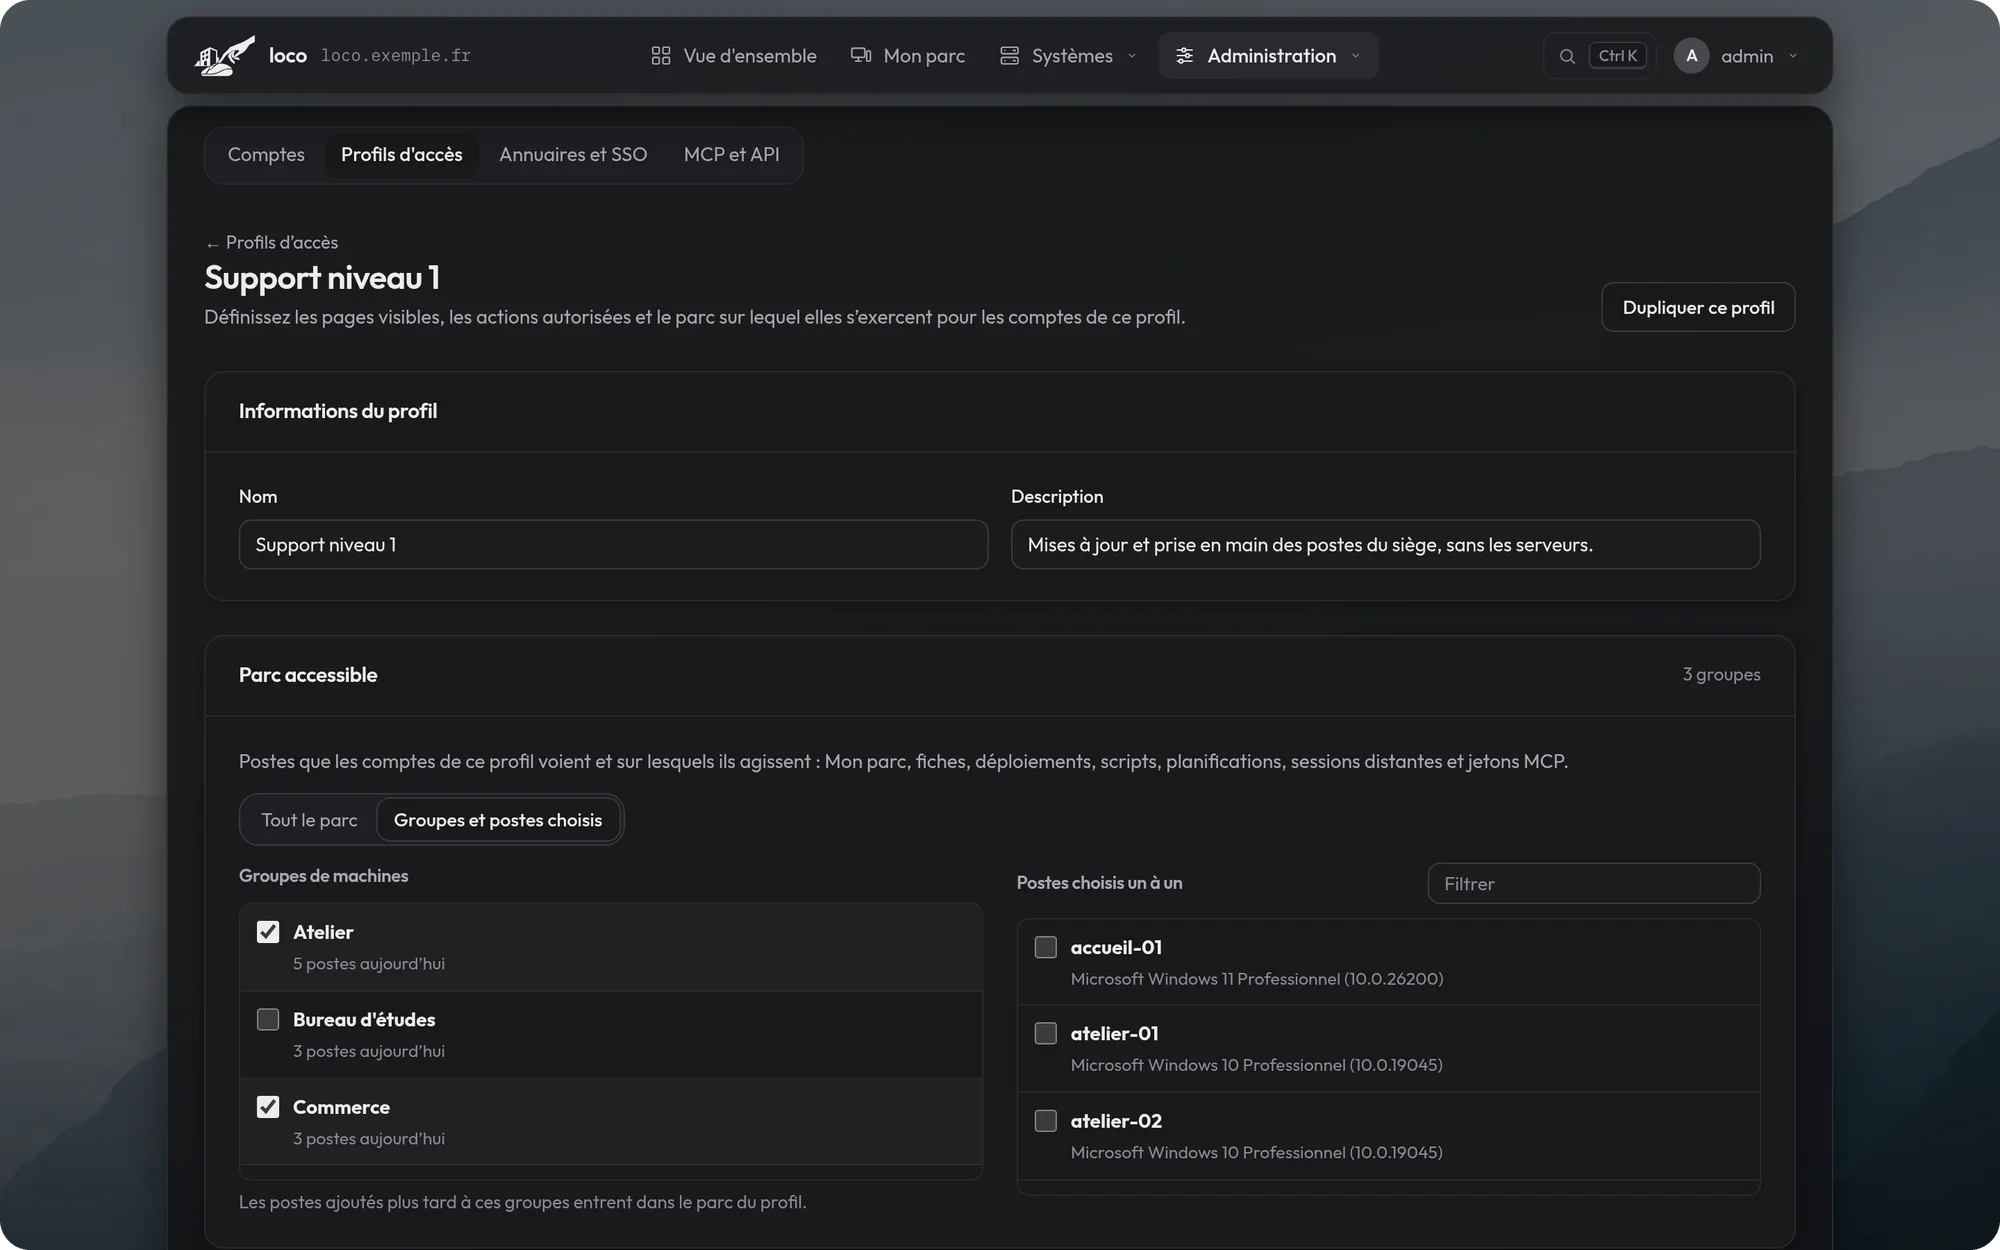 loco loco.exemple.fr Vue d'ensemble Mon parc Systèmes Administration Ctrl K A admin
Comptes Profils d'accès Annuaires et SSO MCP et API
← Profils d’accès
Support niveau 1
Définissez les pages visibles, les actions autorisées et le parc sur lequel elles s’exercent pour les comptes de ce profil.
Dupliquer ce profil
Informations du profil
Nom
Support niveau 1
Description
Mises à jour et prise en main des postes du siège, sans les serveurs.
Parc accessible
3 groupes
Postes que les comptes de ce profil voient et sur lesquels ils agissent : Mon parc, fiches, déploiements, scripts, planifications, sessions distantes et jetons MCP.
Tout le parc Groupes et postes choisis
Groupes de machines
Atelier
5 postes aujourd’hui
Bureau d'études
3 postes aujourd’hui
Commerce
3 postes aujourd’hui
Les postes ajoutés plus tard à ces groupes entrent dans le parc du profil.
Postes choisis un à un
Filtrer
accueil-01
Microsoft Windows 11 Professionnel (10.0.26200)
atelier-01
Microsoft Windows 10 Professionnel (10.0.19045)
atelier-02
Microsoft Windows 10 Professionnel (10.0.19045)